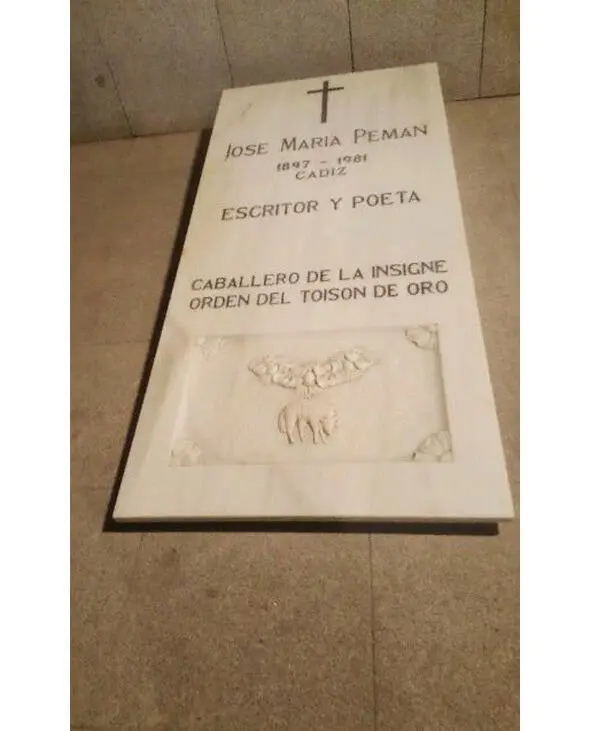 JOSE MARIA PEMAN
1897 - 1981
CADIZ
ESCRITOR Y POETA
CABALLERO DE LA INSIGNE
ORDEN DEL TOISON DE ORO